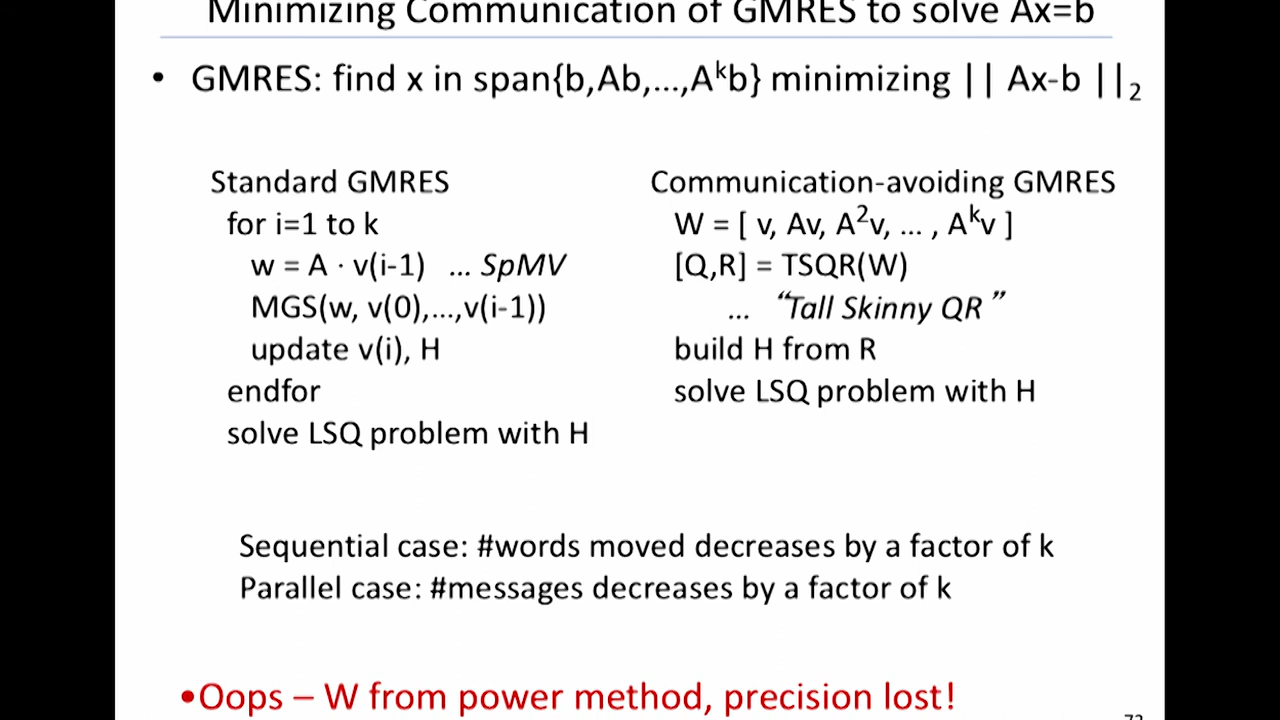 Minimizing Communication of GMRES to solve Ax=b
• GMRES: find x in span{b,Ab,...,Aᵏb} minimizing || Ax-b ||₂
Standard GMRES
for i=1 to k
w = A · v(i-1) ... SpMV
MGS(w, v(0),...,v(i-1))
update v(i), H
endfor
solve LSQ problem with H
Communication-avoiding GMRES
W = [ v, Av, A²v, ... , Aᵏv ]
[Q,R] = TSQR(W)
... “Tall Skinny QR”
build H from R
solve LSQ problem with H
Sequential case: #words moved decreases by a factor of k
Parallel case: #messages decreases by a factor of k
•Oops – W from power method, precision lost!